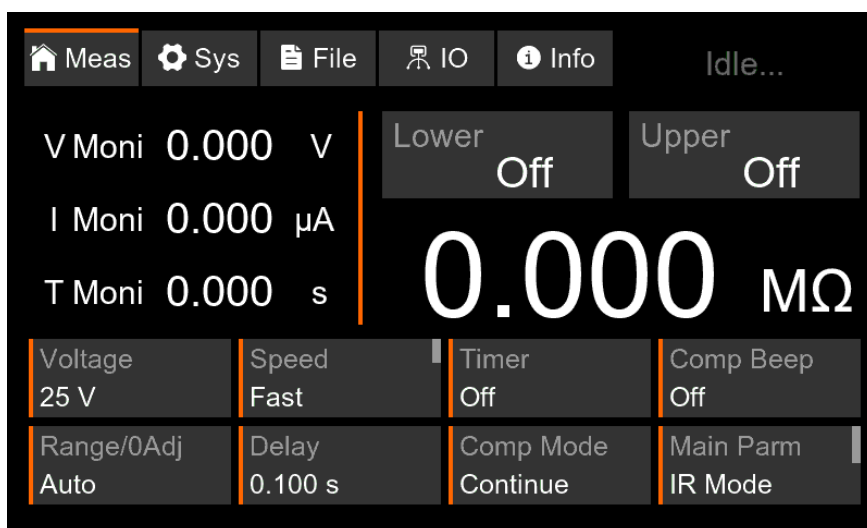 Meas Sys File IO Info Idle...
V Moni 0.000 V
I Moni 0.000 µA
T Moni 0.000 s
Lower
Off
Upper
Off
0.000 MΩ
Voltage
25 V
Speed
Fast
Timer
Off
Comp Beep
Off
Range/0Adj
Auto
Delay
0.100 s
Comp Mode
Continue
Main Parm
IR Mode